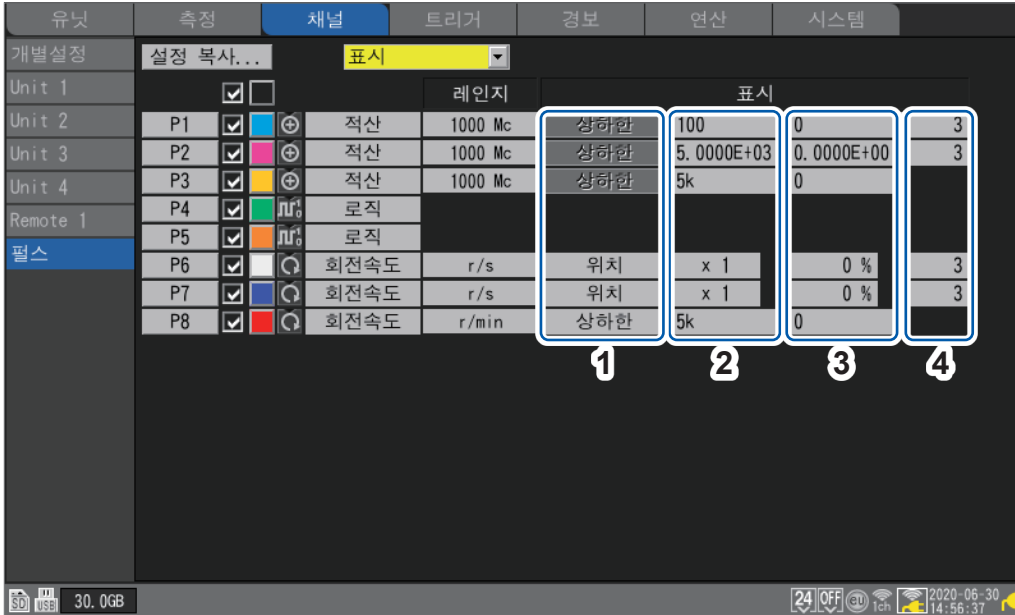 유닛 측정 채널 트리거 경보 연산 시스템
개별설정 설정 복사... 표시
Unit 1 레인지 표시
Unit 2 P1 적산 1000 Mc 상하한 100 0 3
Unit 3 P2 적산 1000 Mc 상하한 5.0000E+03 0.0000E+00 3
Unit 4 P3 적산 1000 Mc 상하한 5k 0
P4 로직
Remote 1 P5 로직
펄스 P6 회전속도 r/s 위치 x 1 0 % 3
P7 회전속도 r/s 위치 x 1 0 % 3
P8 회전속도 r/min 상하한 5k 0
1 2 3 4
SD USB 30.0GB 24 OFF eU 1ch 2020-06-30
14:56:37